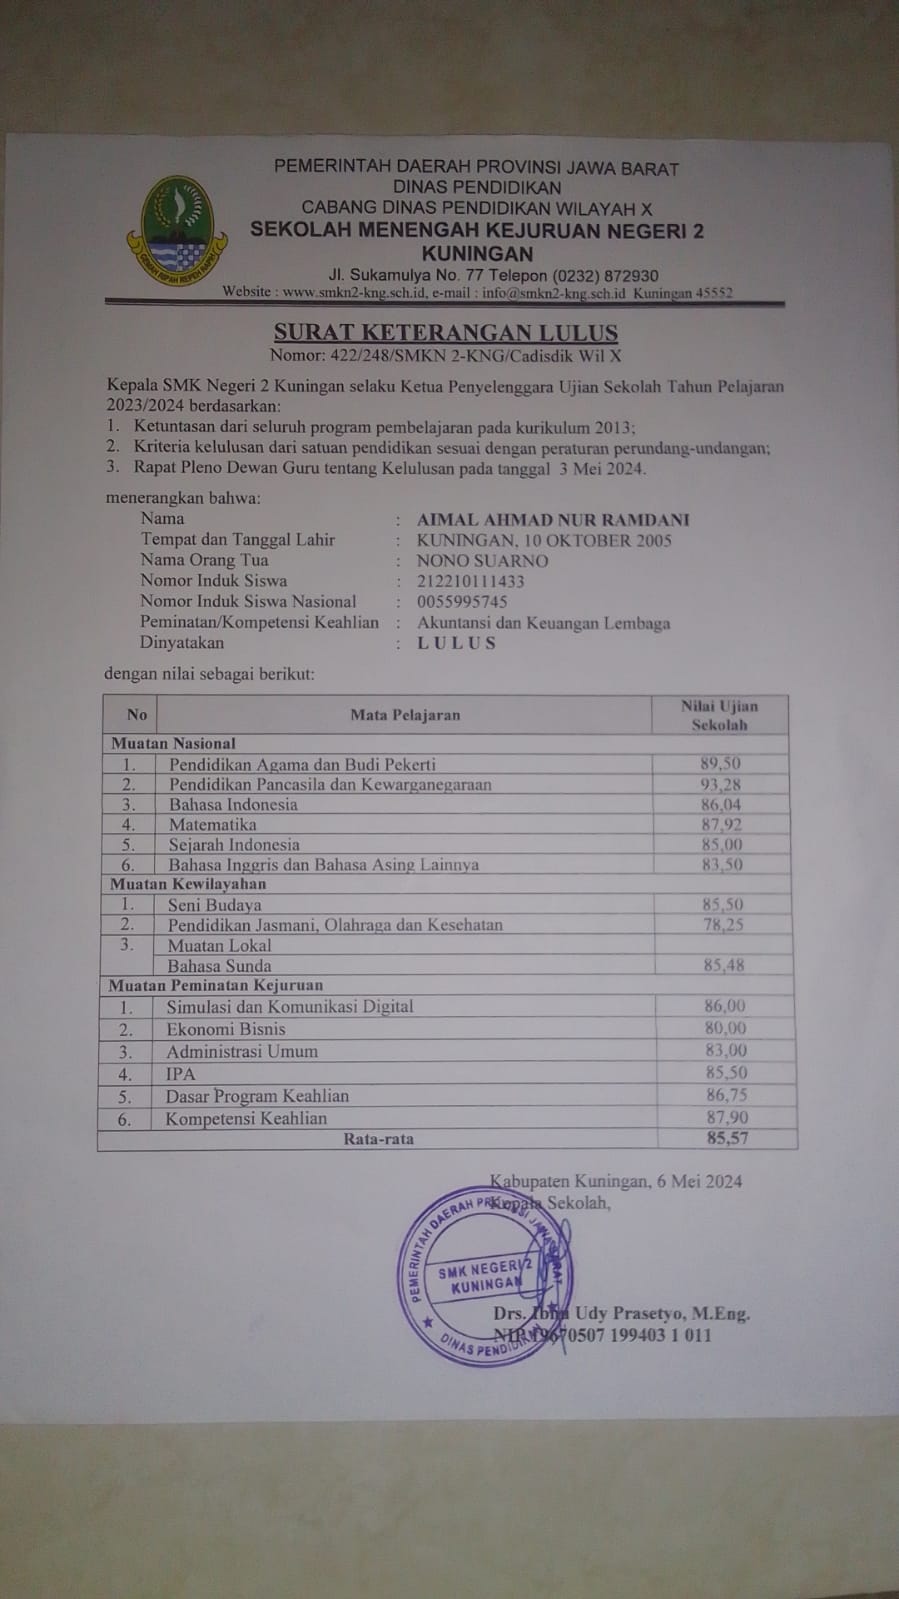 PEMERINTAH DAERAH PROVINSI JAWA BARAT
DINAS PENDIDIKAN
CABANG DINAS PENDIDIKAN WILAYAH X
SEKOLAH MENENGAH KEJURUAN NEGERI 2
KUNINGAN
Jl. Sukamulya No. 77 Telepon (0232) 872930
Website : www.smkn2-kng.sch.id, e-mail : info@smkn2-kng.sch.id Kuningan 45552
GEMAH RIPAH REPEH RAPIH
SURAT KETERANGAN LULUS
Nomor: 422/248/SMKN 2-KNG/Cadisdik Wil X
Kepala SMK Negeri 2 Kuningan selaku Ketua Penyelenggara Ujian Sekolah Tahun Pelajaran
2023/2024 berdasarkan:
1. Ketuntasan dari seluruh program pembelajaran pada kurikulum 2013;
2. Kriteria kelulusan dari satuan pendidikan sesuai dengan peraturan perundang-undangan;
3. Rapat Pleno Dewan Guru tentang Kelulusan pada tanggal 3 Mei 2024.
menerangkan bahwa:
Nama : AIMAL AHMAD NUR RAMDANI
Tempat dan Tanggal Lahir : KUNINGAN, 10 OKTOBER 2005
Nama Orang Tua : NONO SUARNO
Nomor Induk Siswa : 212210111433
Nomor Induk Siswa Nasional : 0055995745
Peminatan/Kompetensi Keahlian : Akuntansi dan Keuangan Lembaga
Dinyatakan : L U L U S
dengan nilai sebagai berikut:
No Mata Pelajaran Nilai Ujian Sekolah
Muatan Nasional
1. Pendidikan Agama dan Budi Pekerti 89,50
2. Pendidikan Pancasila dan Kewarganegaraan 93,28
3. Bahasa Indonesia 86,04
4. Matematika 87,92
5. Sejarah Indonesia 85,00
6. Bahasa Inggris dan Bahasa Asing Lainnya 83,50
Muatan Kewilayahan
1. Seni Budaya 85,50
2. Pendidikan Jasmani, Olahraga dan Kesehatan 78,25
3. Muatan Lokal
Bahasa Sunda 85,48
Muatan Peminatan Kejuruan
1. Simulasi dan Komunikasi Digital 86,00
2. Ekonomi Bisnis 80,00
3. Administrasi Umum 83,00
4. IPA 85,50
5. Dasar Program Keahlian 86,75
6. Kompetensi Keahlian 87,90
Rata-rata 85,57
Kabupaten Kuningan, 6 Mei 2024
Kepala Sekolah,
PEMERINTAH DAERAH PROVINSI JAWA BARAT
SMK NEGERI 2
KUNINGAN
DINAS PENDIDIKAN
Drs. Ibnu Udy Prasetyo, M.Eng.
NIP 19670507 199403 1 011